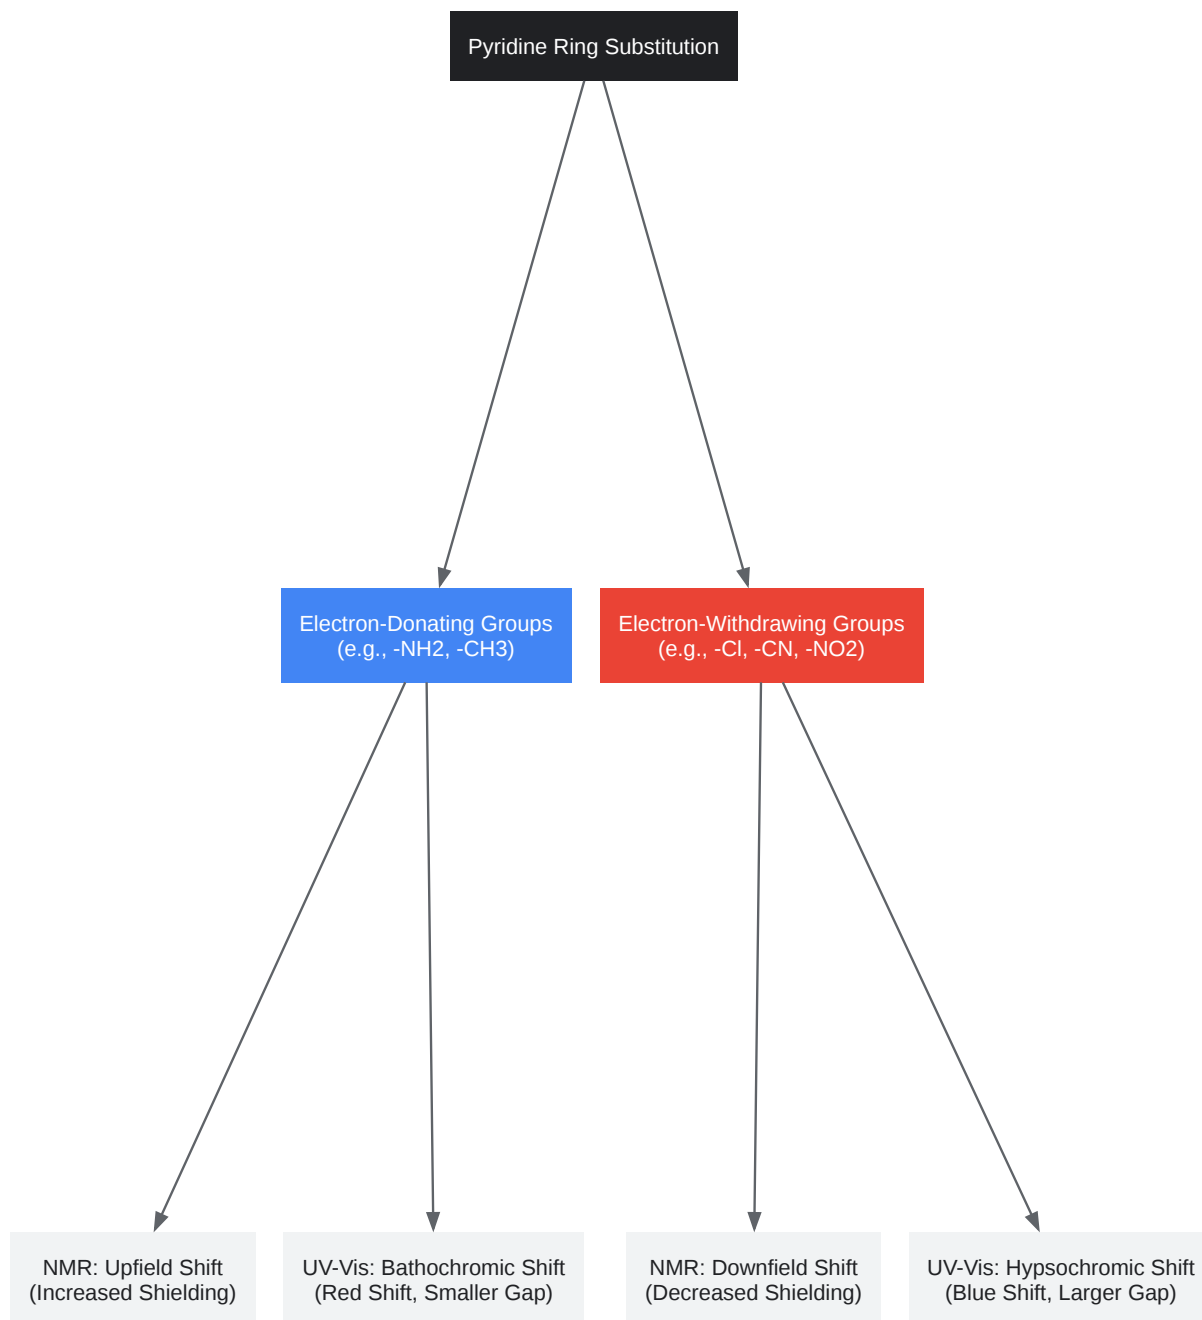 Pyridine Ring Substitution
Electron-Donating Groups
(e.g., -NH2, -CH3)
Electron-Withdrawing Groups
(e.g., -Cl, -CN, -NO2)
NMR: Upfield Shift
(Increased Shielding)
UV-Vis: Bathochromic Shift
(Red Shift, Smaller Gap)
NMR: Downfield Shift
(Decreased Shielding)
UV-Vis: Hypsochromic Shift
(Blue Shift, Larger Gap)